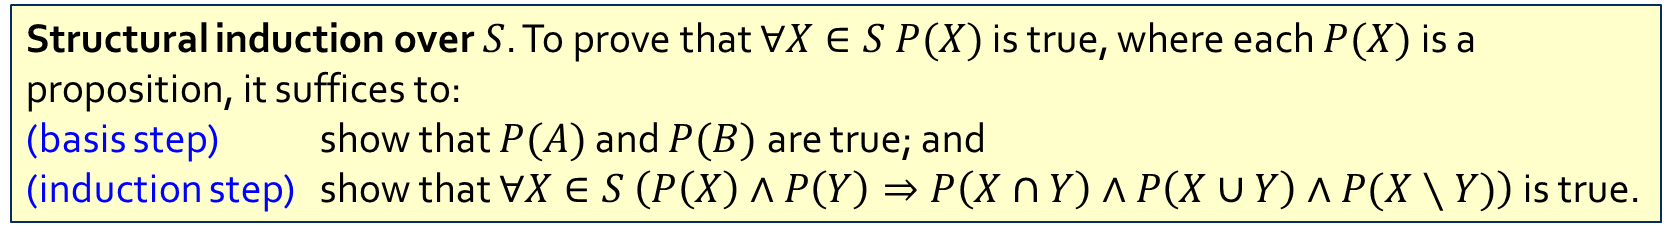 Structural induction over S. To prove that ∀X ∈ S P(X) is true, where each P(X) is a
proposition, it suffices to:
(basis step) show that P(A) and P(B) are true; and
(induction step) show that ∀X ∈ S (P(X) ∧ P(Y) ⇒ P(X ∩ Y) ∧ P(X ∪ Y) ∧ P(X \ Y)) is true.